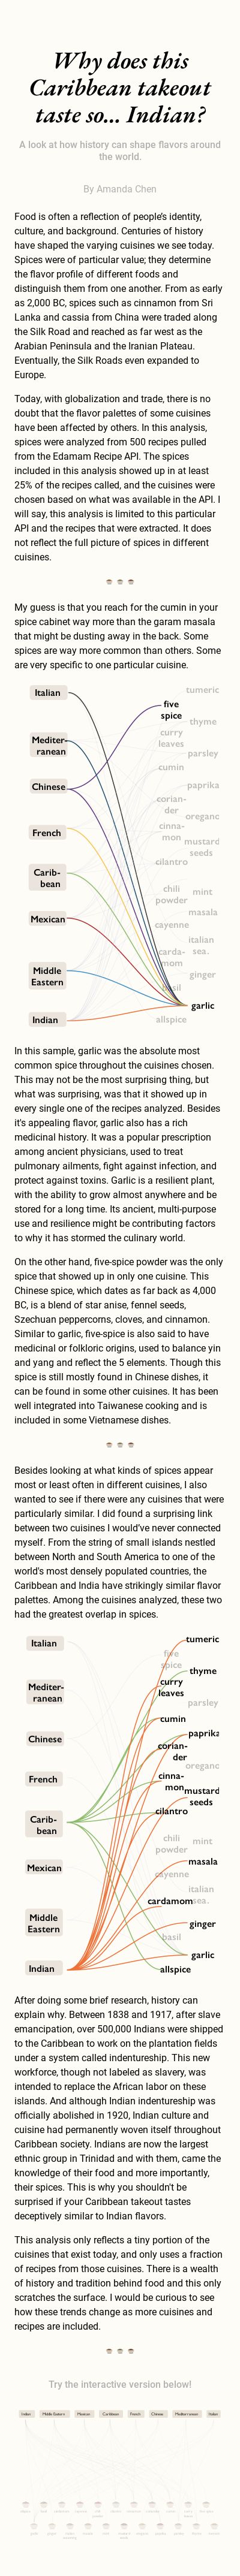 Why does this
Caribbean takeout
taste so... Indian?
A look at how history can shape flavors around
the world.
By Amanda Chen
Food is often a reflection of people's identity,
culture, and background. Centuries of history
have shaped the varying cuisines we see today.
Spices were of particular value; they determine
the flavor profile of different foods and
distinguish them from one another. From as early
as 2,000 BC, spices such as cinnamon from Sri
Lanka and cassia from China were traded along
the Silk Road and reached as far west as the
Arabian Peninsula and the Iranian Plateau.
Eventually, the Silk Roads even expanded to
Europe.
Today, with globalization and trade, there is no
doubt that the flavor palettes of some cuisines
have been affected by others. In this analysis,
spices were analyzed from 500 recipes pulled
from the Edamam Recipe API. The spices
included in this analysis showed up in at least
25% of the recipes called, and the cuisines were
chosen based on what was available in the API. I
will say, this analysis is limited to this particular
API and the recipes that were extracted. It does
not reflect the full picture of spices in different
cuisines.
My guess is that you reach for the cumin in your
spice cabinet way more than the garam masala
that might be dusting away in the back. Some
spices are way more common than others. Some
are very specific to one particular cuisine.
Italian
Mediter-
ranean
Chinese
French
Carib-
bean
Mexican
Middle
Eastern
Indian
tumeric
five
spice
thyme
curry
leaves
parsley
cumin
paprika
corian-
der
oregano
cinna-
mon
mustard
seeds
cilantro
chili
powder
mint
masala
cayenne
italian
sea.
carda-
mom
ginger
basil
garlic
allspice
In this sample, garlic was the absolute most
common spice throughout the cuisines chosen.
This may not be the most surprising thing, but
what was surprising, was that it showed up in
every single one of the recipes analyzed. Besides
it's appealing flavor, garlic also has a rich
medicinal history. It was a popular prescription
among ancient physicians, used to treat
pulmonary ailments, fight against infection, and
protect against toxins. Garlic is a resilient plant,
with the ability to grow almost anywhere and be
stored for a long time. Its ancient, multi-purpose
use and resilience might be contributing factors
to why it has stormed the culinary world.
On the other hand, five-spice powder was the only
spice that showed up in only one cuisine. This
Chinese spice, which dates as far back as 4,000
BC, is a blend of star anise, fennel seeds,
Szechuan peppercorns, cloves, and cinnamon.
Similar to garlic, five-spice is also said to have
medicinal or folkloric origins, used to balance yin
and yang and reflect the 5 elements. Though this
spice is still mostly found in Chinese dishes, it
can be found in some other cuisines. It has been
well integrated into Taiwanese cooking and is
included in some Vietnamese dishes.
Besides looking at what kinds of spices appear
most or least often in different cuisines, I also
wanted to see if there were any cuisines that were
particularly similar. I did found a surprising link
between two cuisines I would've never connected
myself. From the string of small islands nestled
between North and South America to one of the
world's most densely populated countries, the
Caribbean and India have strikingly similar flavor
palettes. Among the cuisines analyzed, these two
had the greatest overlap in spices.
Italian
Mediter-
ranean
Chinese
French
Carib-
bean
Mexican
Middle
Eastern
Indian
tumeric
five
spice
thyme
curry
leaves
parsley
cumin
paprika
corian-
der
oregano
cinna-
mon
mustard
seeds
cilantro
chili
powder
mint
masala
cayenne
italian
sea.
cardamom
ginger
basil
garlic
allspice
After doing some brief research, history can
explain why. Between 1838 and 1917, after slave
emancipation, over 500,000 Indians were shipped
to the Caribbean to work on the plantation fields
under a system called indentureship. This new
workforce, though not labeled as slavery, was
intended to replace the African labor on these
islands. And although Indian indentureship was
officially abolished in 1920, Indian culture and
cuisine had permanently woven itself throughout
Caribbean society. Indians are now the largest
ethnic group in Trinidad and with them, came the
knowledge of their food and more importantly,
their spices. This is why you shouldn't be
surprised if your Caribbean takeout tastes
deceptively similar to Indian flavors.
This analysis only reflects a tiny portion of the
cuisines that exist today, and only uses a fraction
of recipes from those cuisines. There is a wealth
of history and tradition behind food and this only
scratches the surface. I would be curious to see
how these trends change as more cuisines and
recipes are included.
Try the interactive version below!
Indian Middle Eastern Mexican Caribbean French Chinese Mediterranean Italian